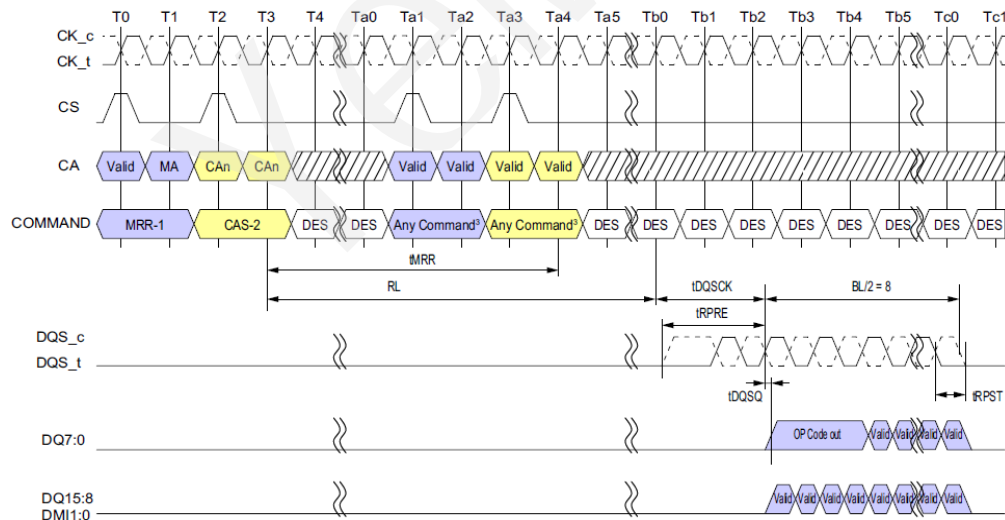 T0 T1 T2 T3 T4 Ta0 Ta1 Ta2 Ta3 Ta4 Ta5 Tb0 Tb1 Tb2 Tb3 Tb4 Tb5 Tc0 Tc1
CK_c
CK_t
CS
CA Valid MA CAn CAn Valid Valid Valid Valid
COMMAND MRR-1 CAS-2 DES DES Any Command³ Any Command³ DES DES DES DES DES DES DES DES DES
tMRR
RL tDQSCK BL/2 = 8
tRPRE
DQS_c
DQS_t
tDQSQ tRPST
DQ7:0 OP Code out Valid Valid Valid Valid
DQ15:8 Valid Valid Valid Valid Valid Valid Valid Valid
DMI1:0